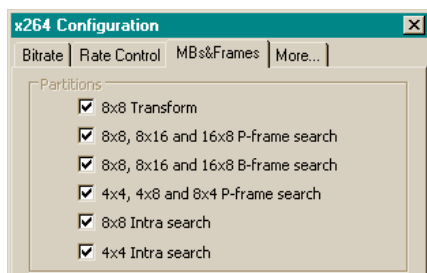 x264 Configuration
Bitrate Rate Control MBs&Frames More...
Partitions
8x8 Transform
8x8, 8x16 and 16x8 P-frame search
8x8, 8x16 and 16x8 B-frame search
4x4, 4x8 and 8x4 P-frame search
8x8 Intra search
4x4 Intra search